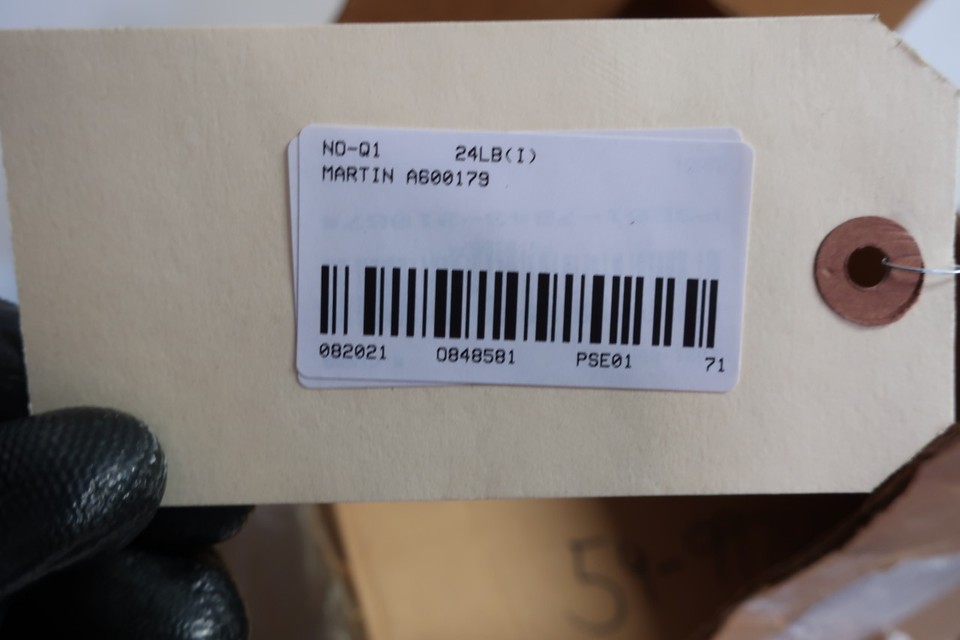 NO-Q1 24LB(I)
MARTIN A600179
082021 0848581 PSE01 71